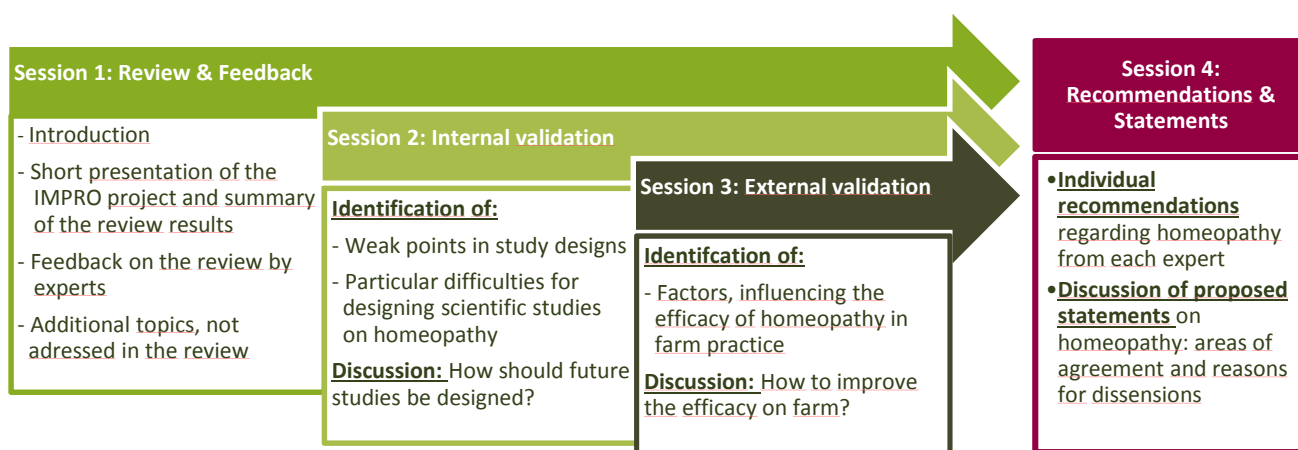 Session 1: Review & Feedback
- Introduction
- Short presentation of the
IMPRO project and summary
of the review results
- Feedback on the review by
experts
- Additional topics, not
adressed in the review
Session 2: Internal validation
Identification of:
- Weak points in study designs
- Particular difficulties for
designing scientific studies
on homeopathy
Discussion: How should future
studies be designed?
Session 3: External validation
Identifcation of:
- Factors, influencing the
efficacy of homeopathy in
farm practice
Discussion: How to improve
the efficacy on farm?
Session 4:
Recommendations &
Statements
•Individual
recommendations
regarding homeopathy
from each expert
•Discussion of proposed
statements on
homeopathy: areas of
agreement and reasons
for dissensions